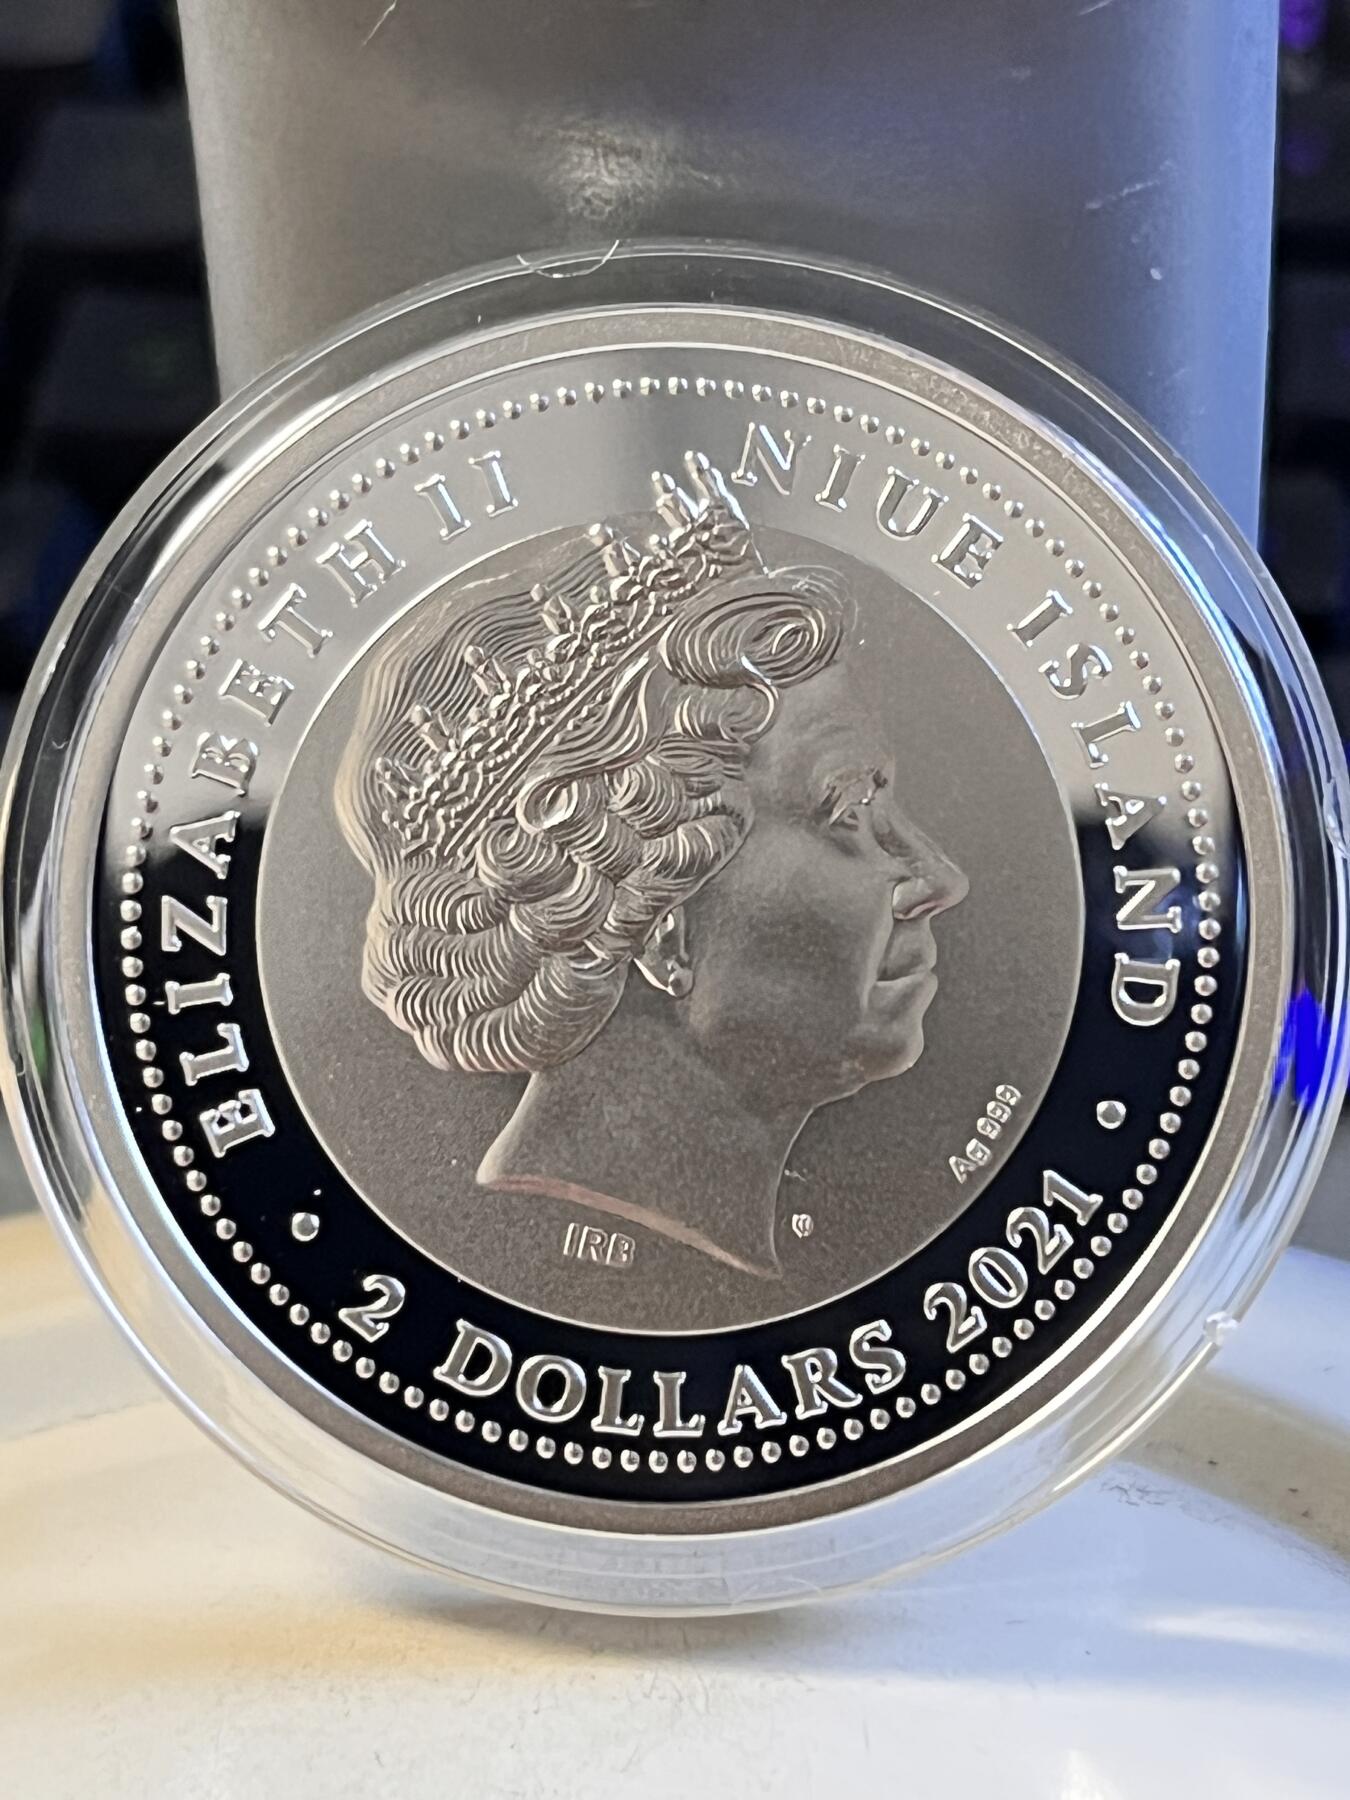 ELIZABETH II
NIUE ISLAND
Ag 999
IRB
2 DOLLARS 2021